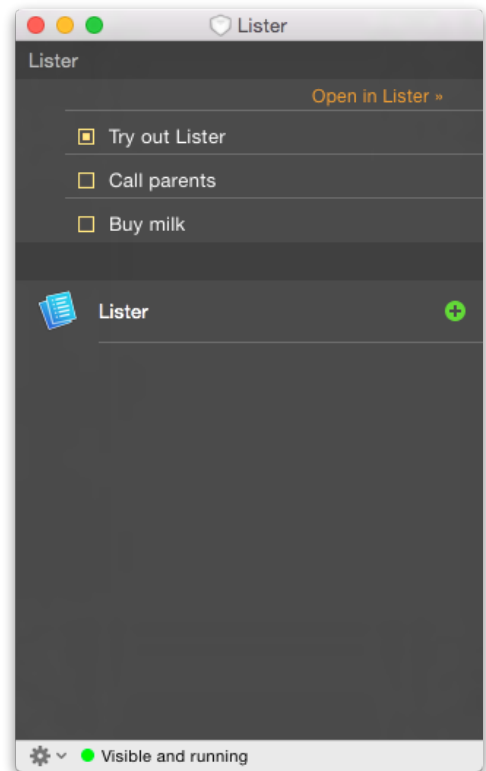 Lister
Lister
Open in Lister »
Try out Lister
Call parents
Buy milk
Lister
Visible and running